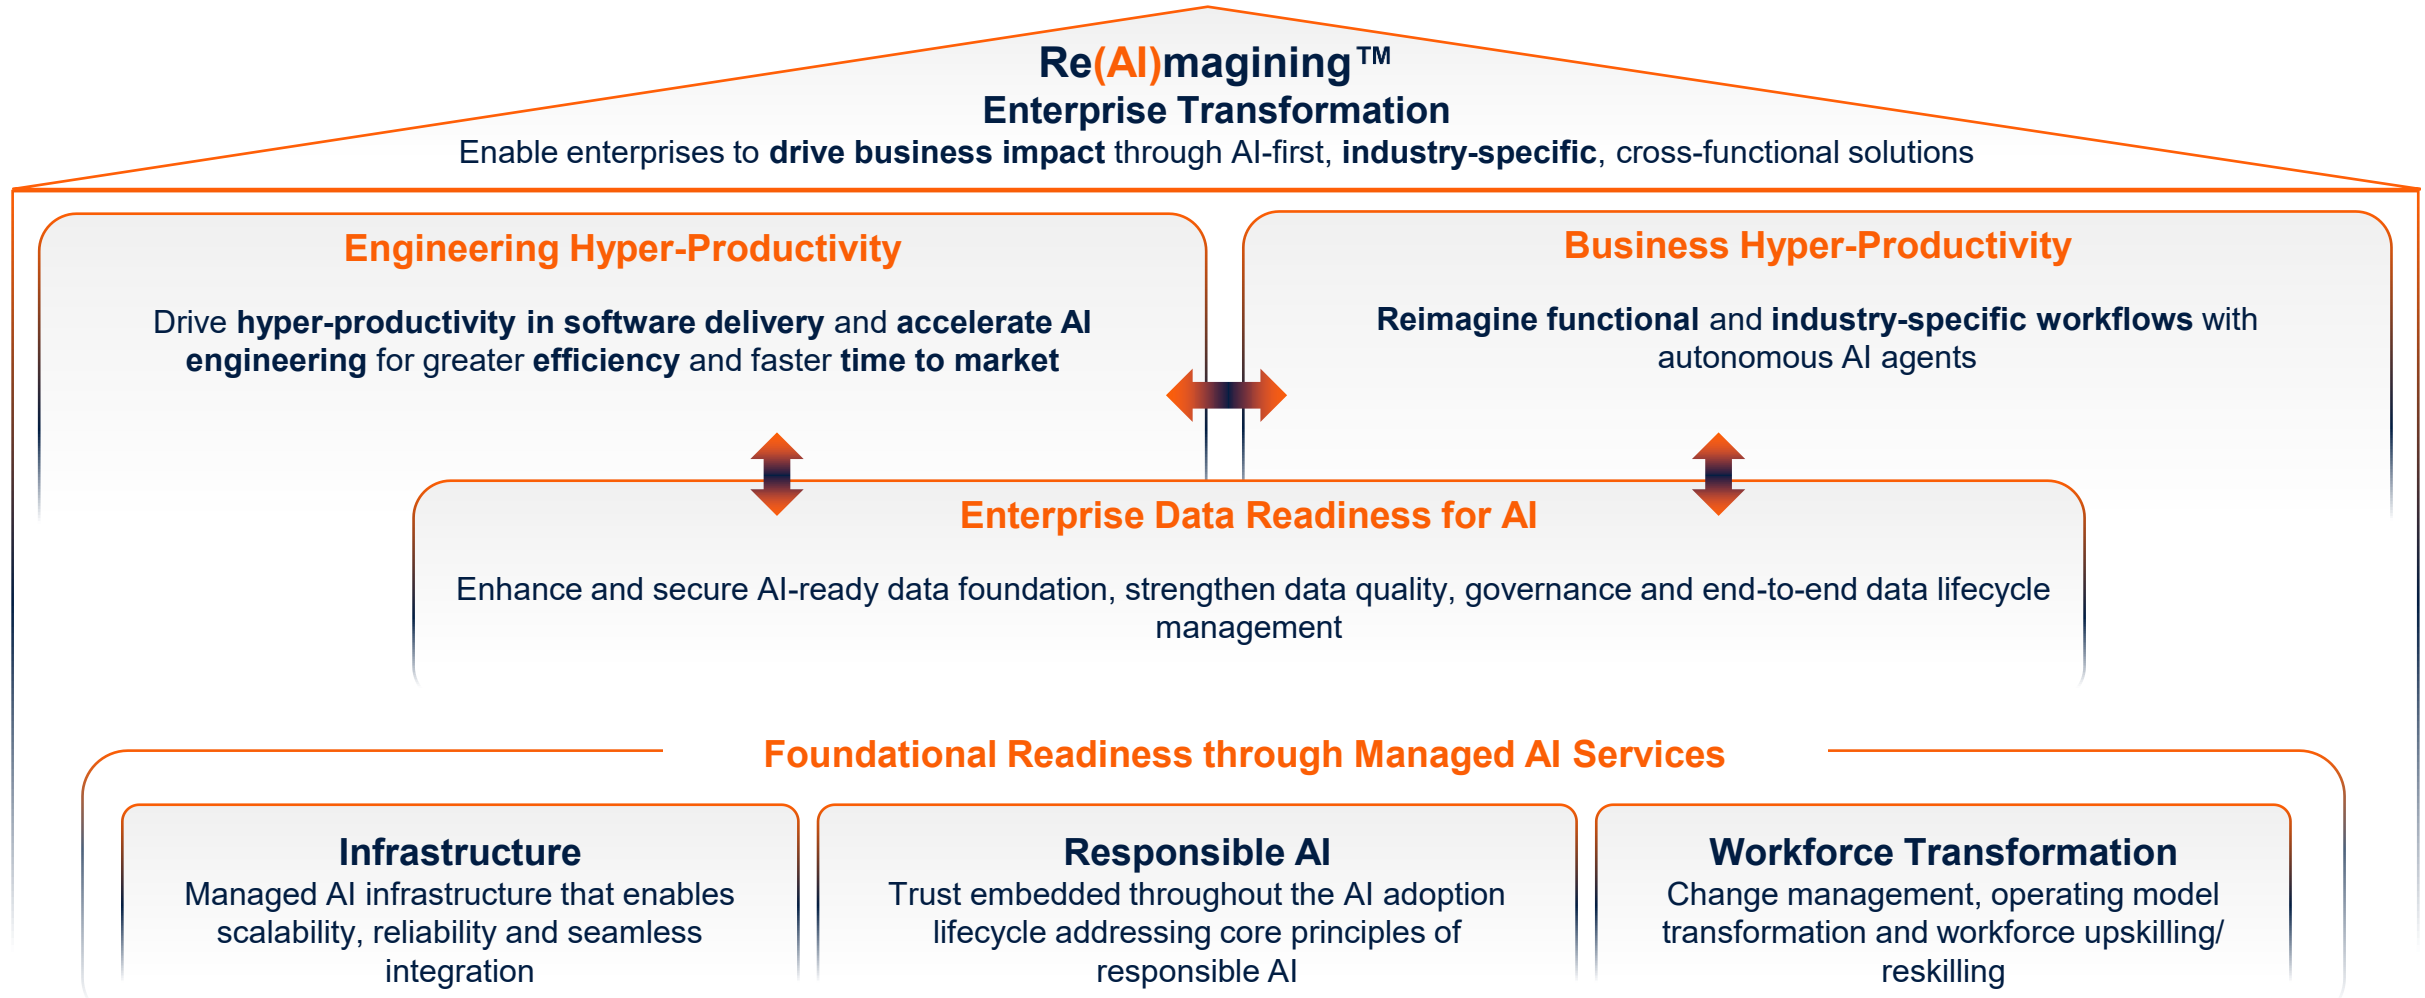 Re(AI)magining™
Enterprise Transformation
Enable enterprises to drive business impact through AI-first, industry-specific, cross-functional solutions
Engineering Hyper-Productivity
Drive hyper-productivity in software delivery and accelerate AI
engineering for greater efficiency and faster time to market
Business Hyper-Productivity
Reimagine functional and industry-specific workflows with
autonomous AI agents
Enterprise Data Readiness for AI
Enhance and secure AI-ready data foundation, strengthen data quality, governance and end-to-end data lifecycle
management
Foundational Readiness through Managed AI Services
Infrastructure
Managed AI infrastructure that enables
scalability, reliability and seamless
integration
Responsible AI
Trust embedded throughout the AI adoption
lifecycle addressing core principles of
responsible AI
Workforce Transformation
Change management, operating model
transformation and workforce upskilling/
reskilling